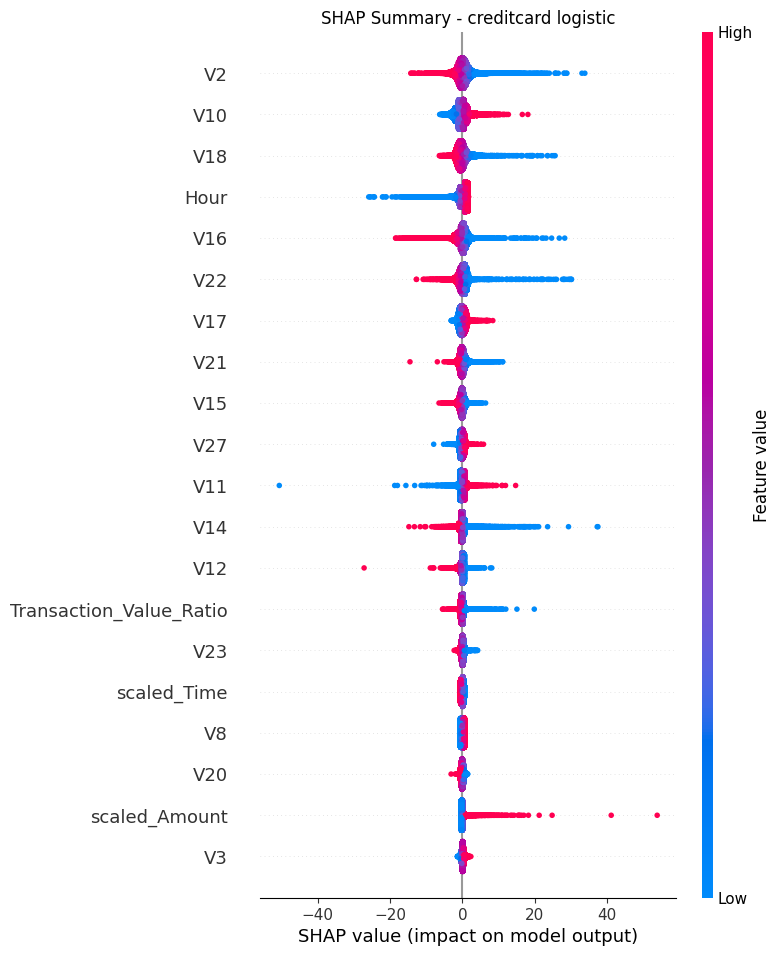 SHAP Summary - creditcard logistic
High
V2
V10
V18
Hour
V16
V22
V17
V21
V15
V27
V11
V14
V12
Transaction_Value_Ratio
V23
scaled_Time
V8
V20
scaled_Amount
V3
Feature value
Low
−40 −20 0 20 40
SHAP value (impact on model output)